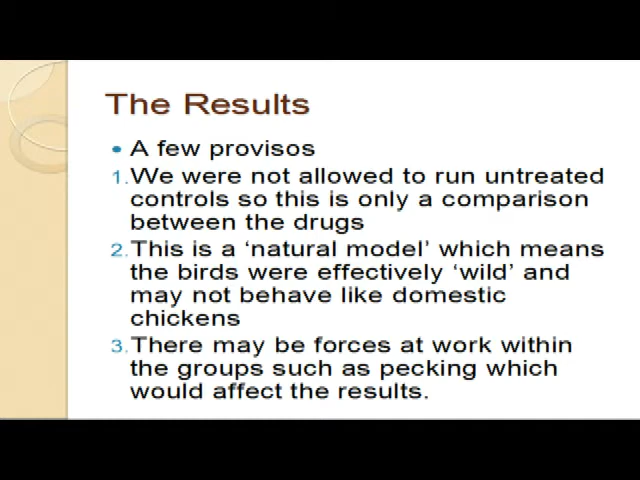 The Results
• A few provisos
1. We were not allowed to run untreated
controls so this is only a comparison
between the drugs
2. This is a ‘natural model’ which means
the birds were effectively ‘wild’ and
may not behave like domestic
chickens
3. There may be forces at work within
the groups such as pecking which
would affect the results.